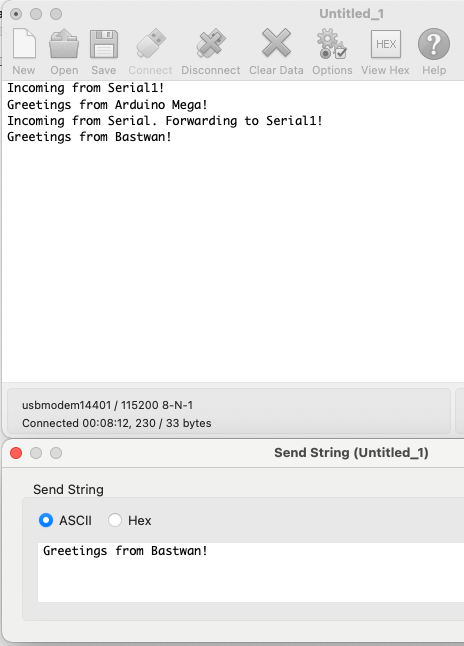 Untitled_1
New Open Save Connect Disconnect Clear Data Options View Hex Help
HEX
?
Incoming from Serial1!
Greetings from Arduino Mega!
Incoming from Serial. Forwarding to Serial1!
Greetings from Bastwan!
usbmodem14401 / 115200 8-N-1
Connected 00:08:12, 230 / 33 bytes
Send String (Untitled_1)
Send String
ASCII Hex
Greetings from Bastwan!